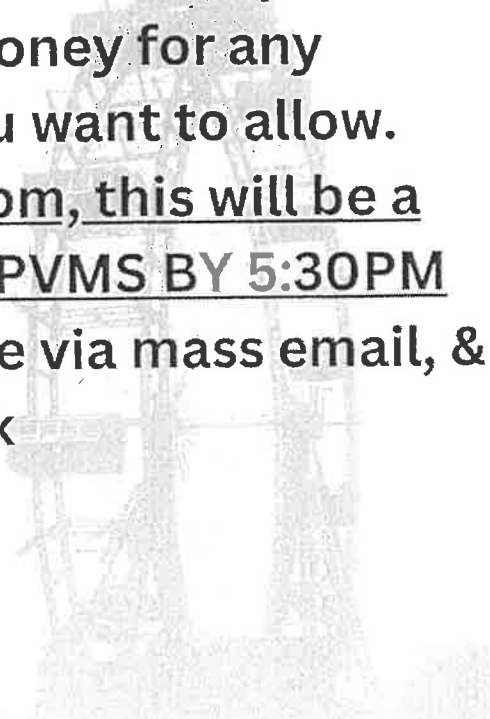 oney for any
u want to allow.
om, this will be a
PVMS BY 5:30PM
e via mass email, &
k